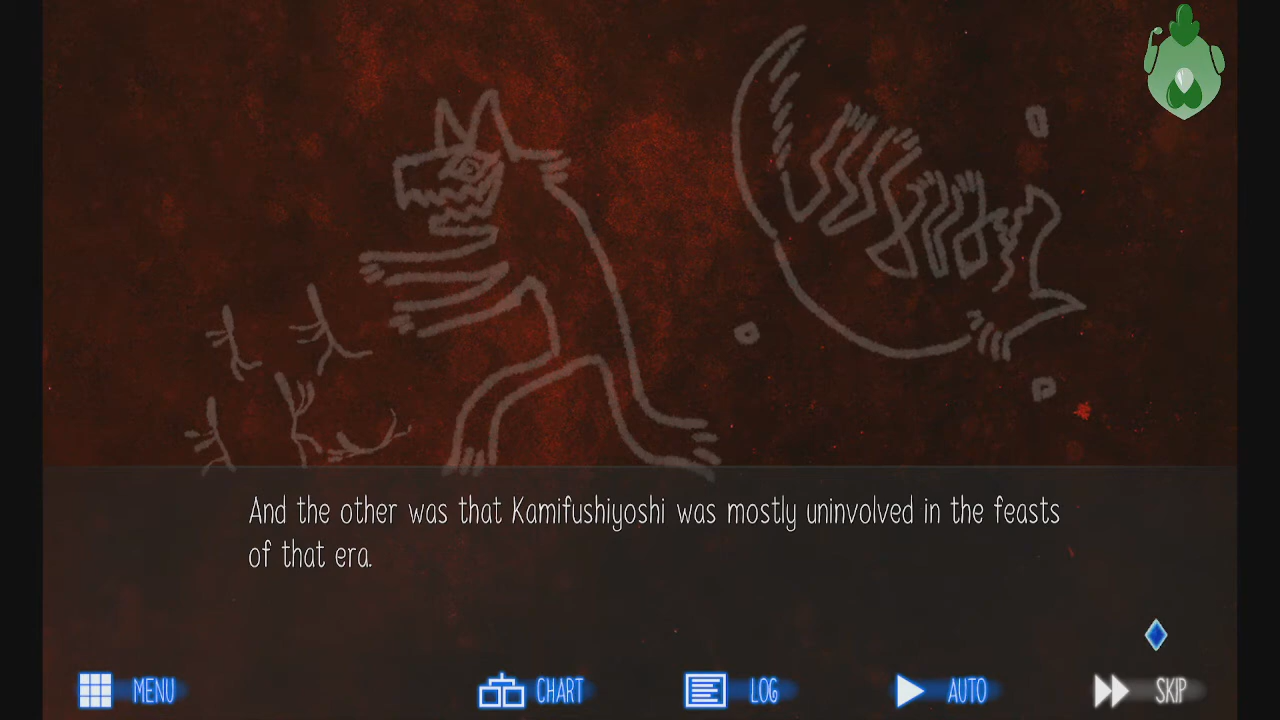 And the other was that Kamifushiyoshi was mostly uninvolved in the feasts
of that era.
MENU
CHART
LOG
AUTO
SKIP